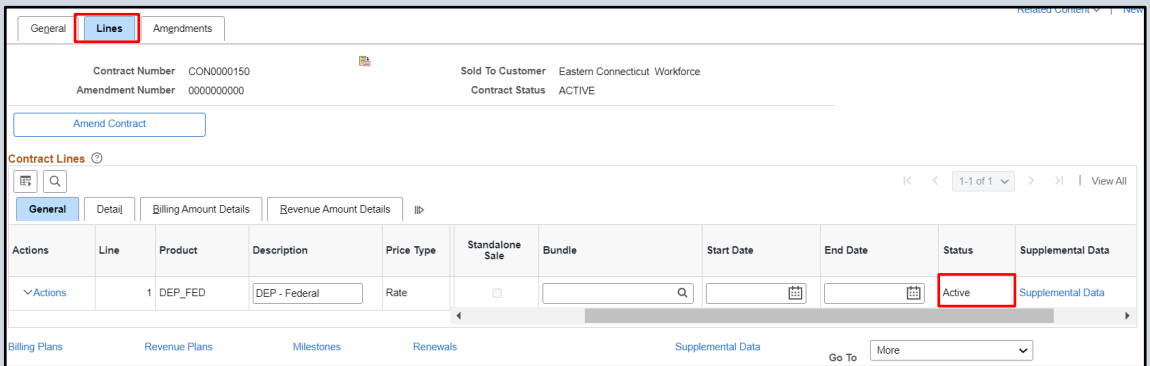 Related Content | New
General Lines Amendments
Contract Number CON0000150 Sold To Customer Eastern Connecticut Workforce
Amendment Number 0000000000 Contract Status ACTIVE
Amend Contract
Contract Lines
1-1 of 1 | View All
General Detail Billing Amount Details Revenue Amount Details
Actions Line Product Description Price Type Standalone Sale Bundle Start Date End Date Status Supplemental Data
Actions 1 DEP_FED DEP - Federal Rate Active Supplemental Data
Billing Plans Revenue Plans Milestones Renewals Supplemental Data Go To More